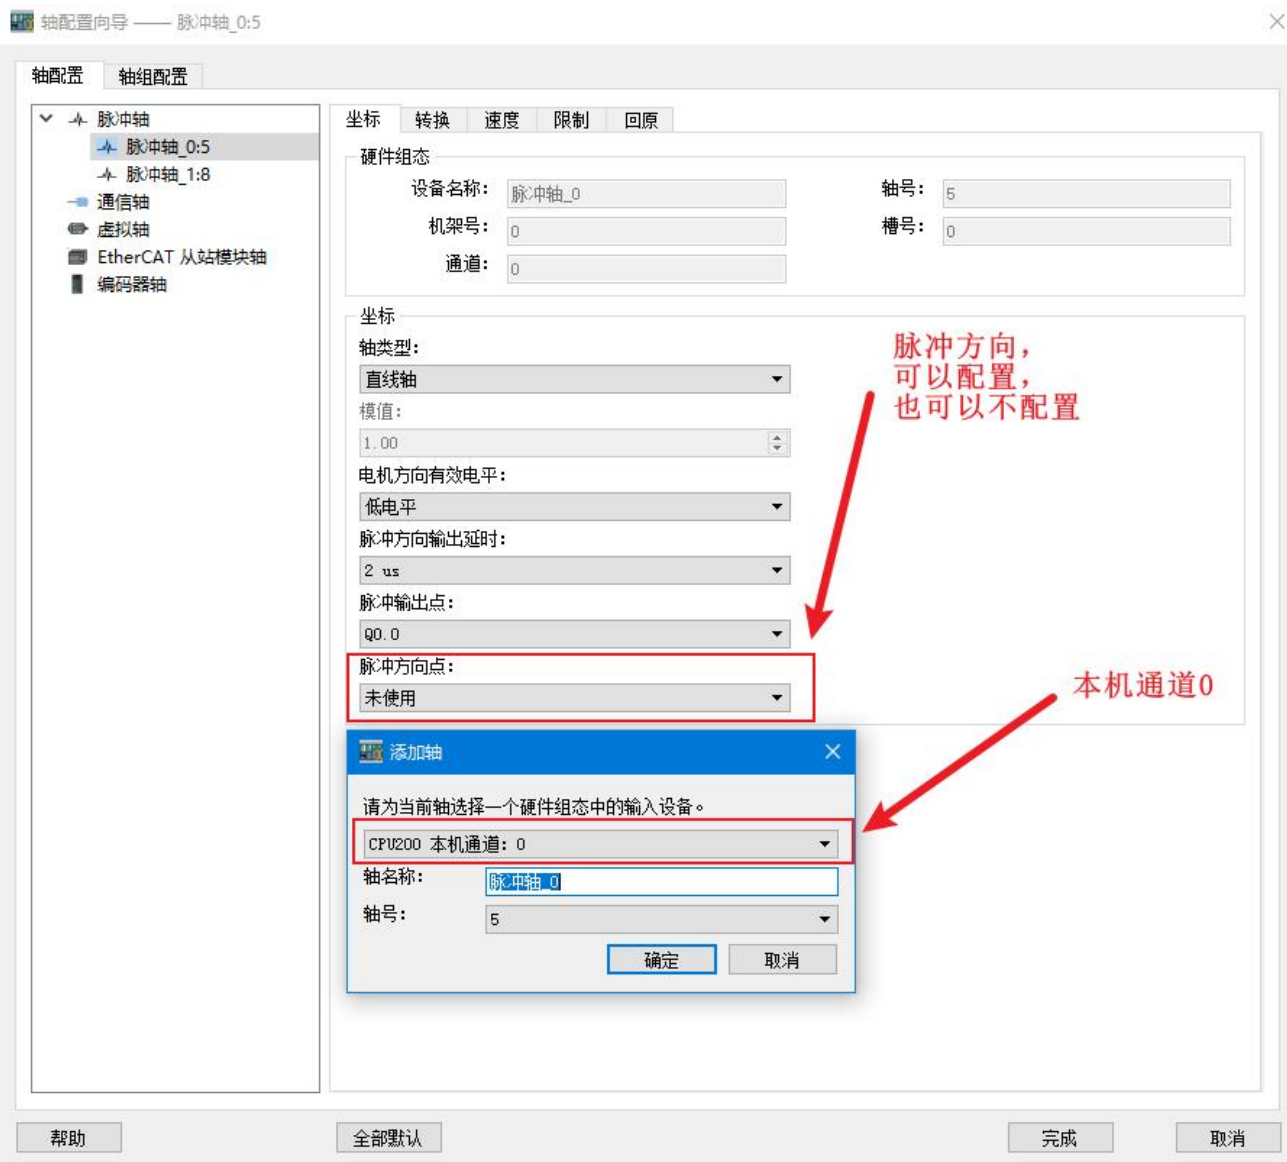 轴配置向导 —— 脉冲轴_0:5
轴配置
轴组配置
脉冲轴
脉冲轴_0:5
脉冲轴_1:8
通信轴
虚拟轴
EtherCAT 从站模块轴
编码器轴
坐标
转换
速度
限制
回原
硬件组态
设备名称:
脉冲轴_0
轴号:
5
机架号:
0
槽号:
0
通道:
0
坐标
轴类型:
直线轴
模值:
1.00
电机方向有效电平:
低电平
脉冲方向输出延时:
2 us
脉冲输出点:
Q0.0
脉冲方向点:
未使用
脉冲方向，
可以配置，
也可以不配置
本机通道0
添加轴
请为当前轴选择一个硬件组态中的输入设备。
CPU200 本机通道: 0
轴名称:
脉冲轴_0
轴号:
5
确定
取消
帮助
全部默认
完成
取消